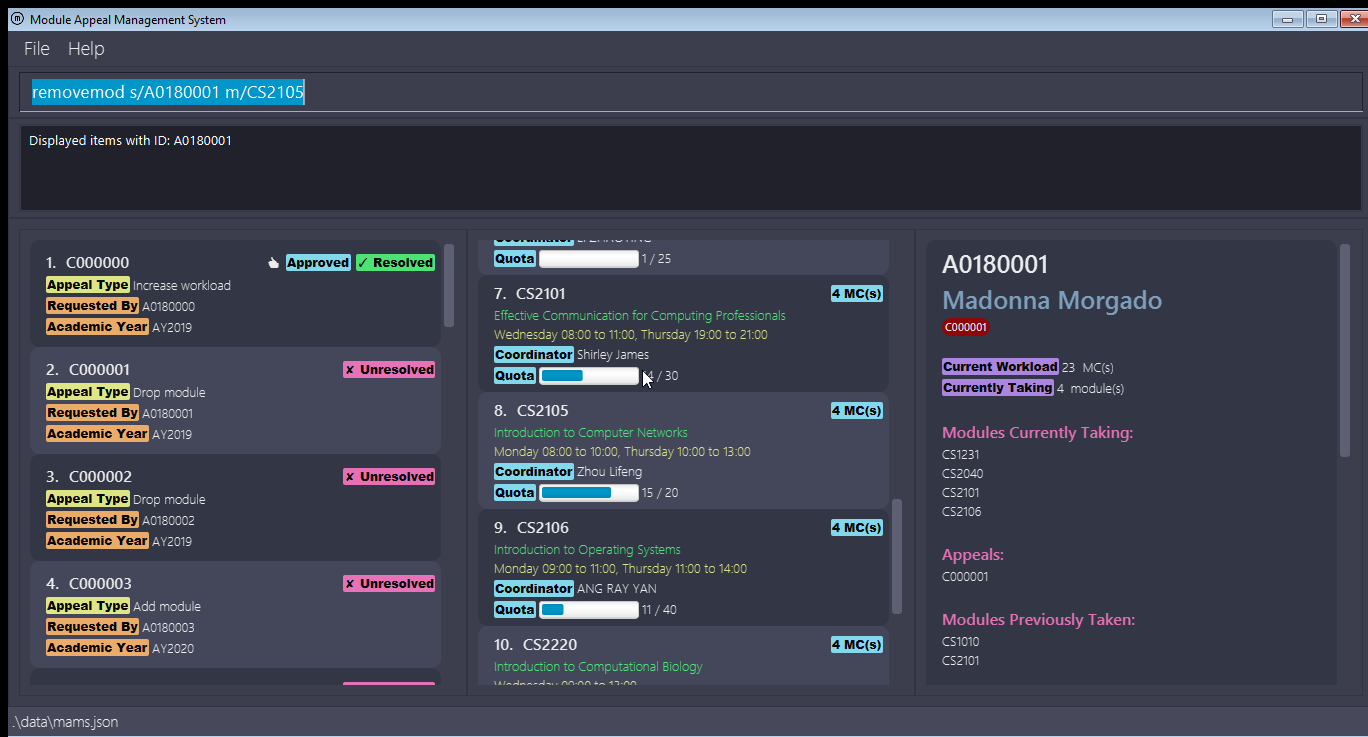 Module Appeal Management System
File Help
removemod s/A0180001 m/CS2105
Displayed items with ID: A0180001
1. C000000 Approved ✓ Resolved
Appeal Type Increase workload
Requested By A0180000
Academic Year AY2019
2. C000001 ✘ Unresolved
Appeal Type Drop module
Requested By A0180001
Academic Year AY2019
3. C000002 ✘ Unresolved
Appeal Type Drop module
Requested By A0180002
Academic Year AY2019
4. C000003 ✘ Unresolved
Appeal Type Add module
Requested By A0180003
Academic Year AY2020
Quota 1 / 25
7. CS2101 4 MC(s)
Effective Communication for Computing Professionals
Wednesday 08:00 to 11:00, Thursday 19:00 to 21:00
Coordinator Shirley James
Quota / 30
8. CS2105 4 MC(s)
Introduction to Computer Networks
Monday 08:00 to 10:00, Thursday 10:00 to 13:00
Coordinator Zhou Lifeng
Quota 15 / 20
9. CS2106 4 MC(s)
Introduction to Operating Systems
Monday 09:00 to 11:00, Thursday 11:00 to 14:00
Coordinator ANG RAY YAN
Quota 11 / 40
10. CS2220 4 MC(s)
Introduction to Computational Biology
Wednesday 09:00 to 12:00
A0180001
Madonna Morgado
C000001
Current Workload 23 MC(s)
Currently Taking 4 module(s)
Modules Currently Taking:
CS1231
CS2040
CS2101
CS2106
Appeals:
C000001
Modules Previously Taken:
CS1010
CS2101
.\data\mams.json